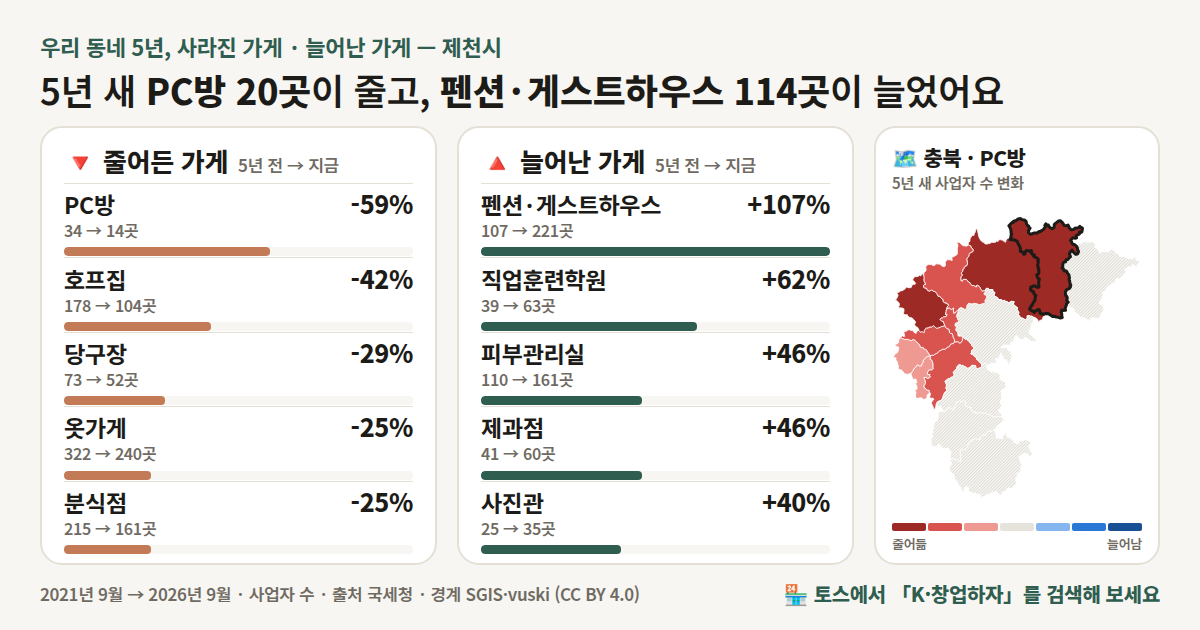 우리 동네 5년, 사라진 가게 · 늘어난 가게 — 제천시
5년 새 PC방 20곳이 줄고, 펜션·게스트하우스 114곳이 늘었어요
줄어든 가게 5년 전 → 지금
PC방 -59%
34 → 14곳
호프집 -42%
178 → 104곳
당구장 -29%
73 → 52곳
옷가게 -25%
322 → 240곳
분식점 -25%
215 → 161곳
늘어난 가게 5년 전 → 지금
펜션·게스트하우스 +107%
107 → 221곳
직업훈련학원 +62%
39 → 63곳
피부관리실 +46%
110 → 161곳
제과점 +46%
41 → 60곳
사진관 +40%
25 → 35곳
충북 · PC방
5년 새 사업자 수 변화
줄어듦 늘어남
2021년 9월 → 2026년 9월 · 사업자 수 · 출처 국세청 · 경계 SGIS·vuski (CC BY 4.0)
토스에서 「K·창업하자」를 검색해 보세요